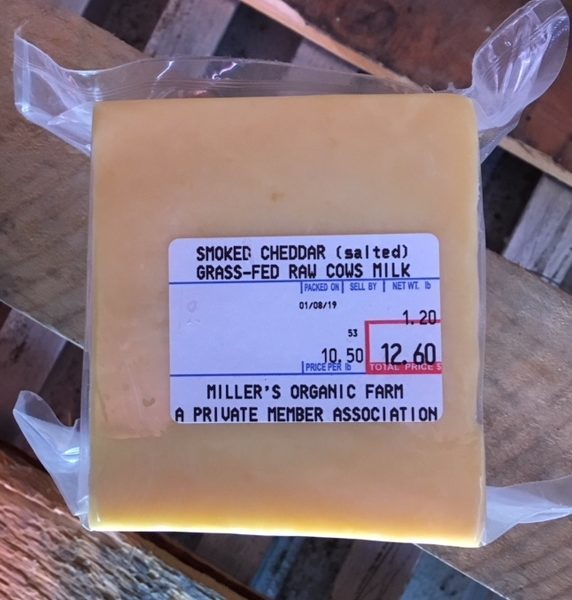 SMOKED CHEDDAR (salted)
GRASS-FED RAW COWS MILK
PACKED ON SELL BY NET WT. lb
01/08/19
1.20
53
10.50 12.60
PRICE PER lb TOTAL PRICE $
MILLER'S ORGANIC FARM
A PRIVATE MEMBER ASSOCIATION